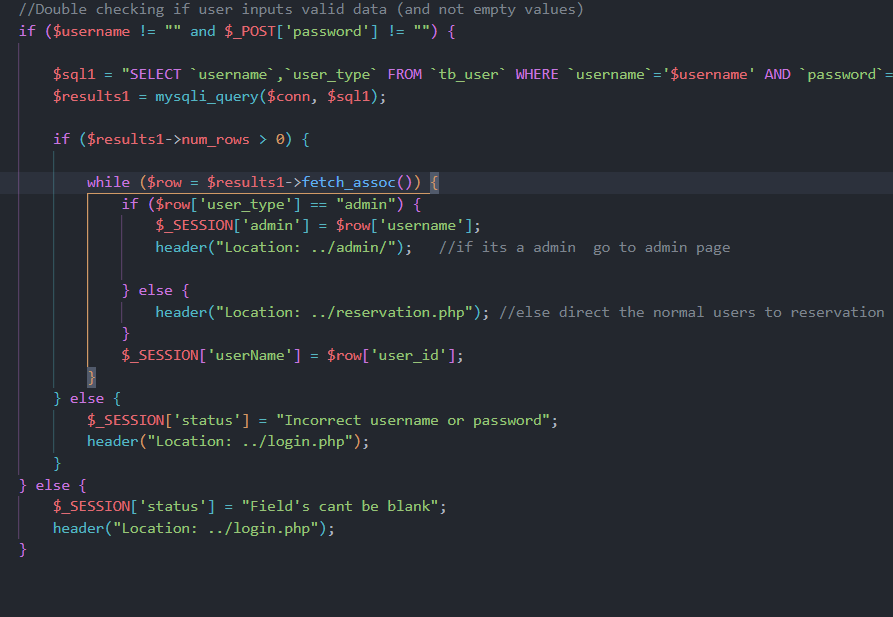 //Double checking if user inputs valid data (and not empty values)
if ($username != "" and $_POST['password'] != "") {
$sql1 = "SELECT `username`,`user_type` FROM `tb_user` WHERE `username`='$username' AND `password`=
$results1 = mysqli_query($conn, $sql1);
if ($results1->num_rows > 0) {
while ($row = $results1->fetch_assoc()) {
if ($row['user_type'] == "admin") {
$_SESSION['admin'] = $row['username'];
header("Location: ../admin/");   //if its a admin  go to admin page
} else {
header("Location: ../reservation.php"); //else direct the normal users to reservation
}
$_SESSION['userName'] = $row['user_id'];
}
} else {
$_SESSION['status'] = "Incorrect username or password";
header("Location: ../login.php");
}
} else {
$_SESSION['status'] = "Field's cant be blank";
header("Location: ../login.php");
}